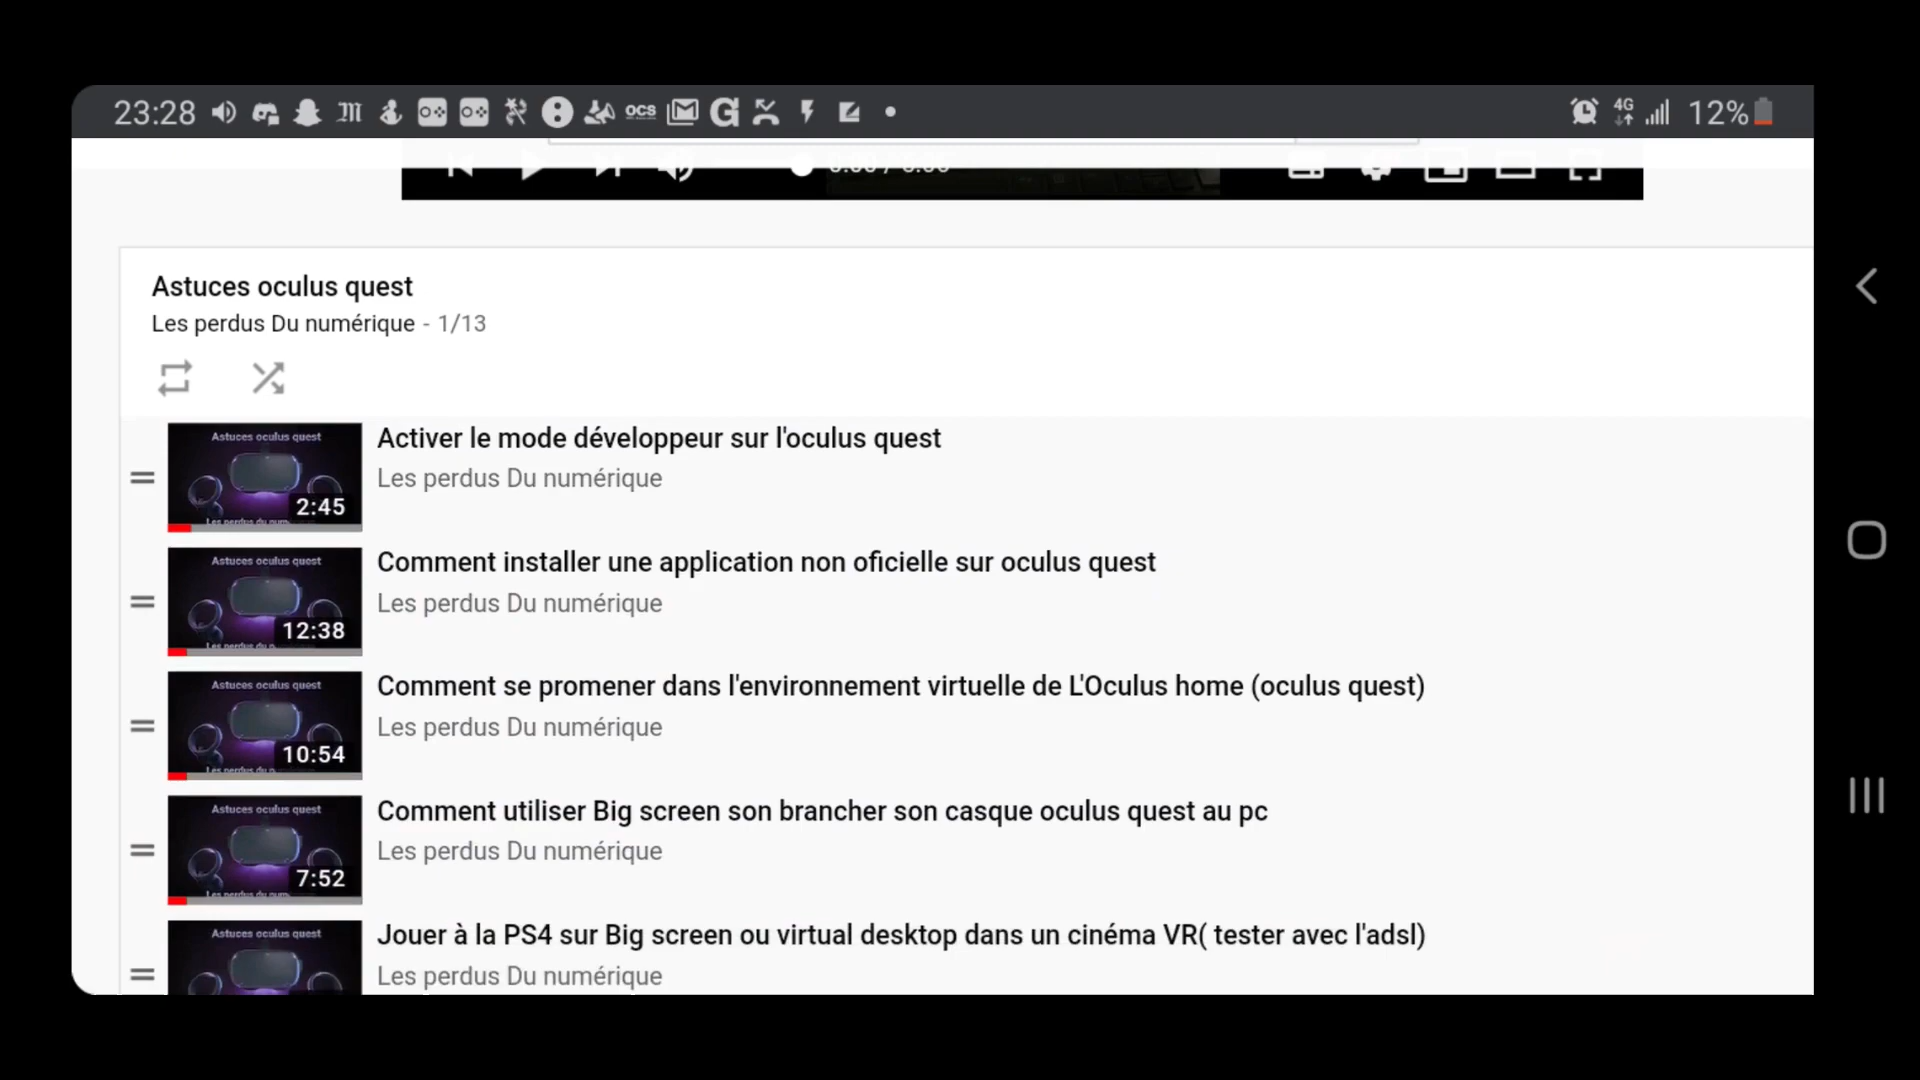 23:28 OCS 4G 12%
Astuces oculus quest
Les perdus Du numérique - 1/13
Astuces oculus quest
2:45
Activer le mode développeur sur l'oculus quest
Les perdus Du numérique
Astuces oculus quest
12:38
Comment installer une application non oficielle sur oculus quest
Les perdus Du numérique
Astuces oculus quest
10:54
Comment se promener dans l'environnement virtuelle de L'Oculus home (oculus quest)
Les perdus Du numérique
Astuces oculus quest
7:52
Comment utiliser Big screen son brancher son casque oculus quest au pc
Les perdus Du numérique
Astuces oculus quest
Jouer à la PS4 sur Big screen ou virtual desktop dans un cinéma VR( tester avec l'adsl)
Les perdus Du numérique